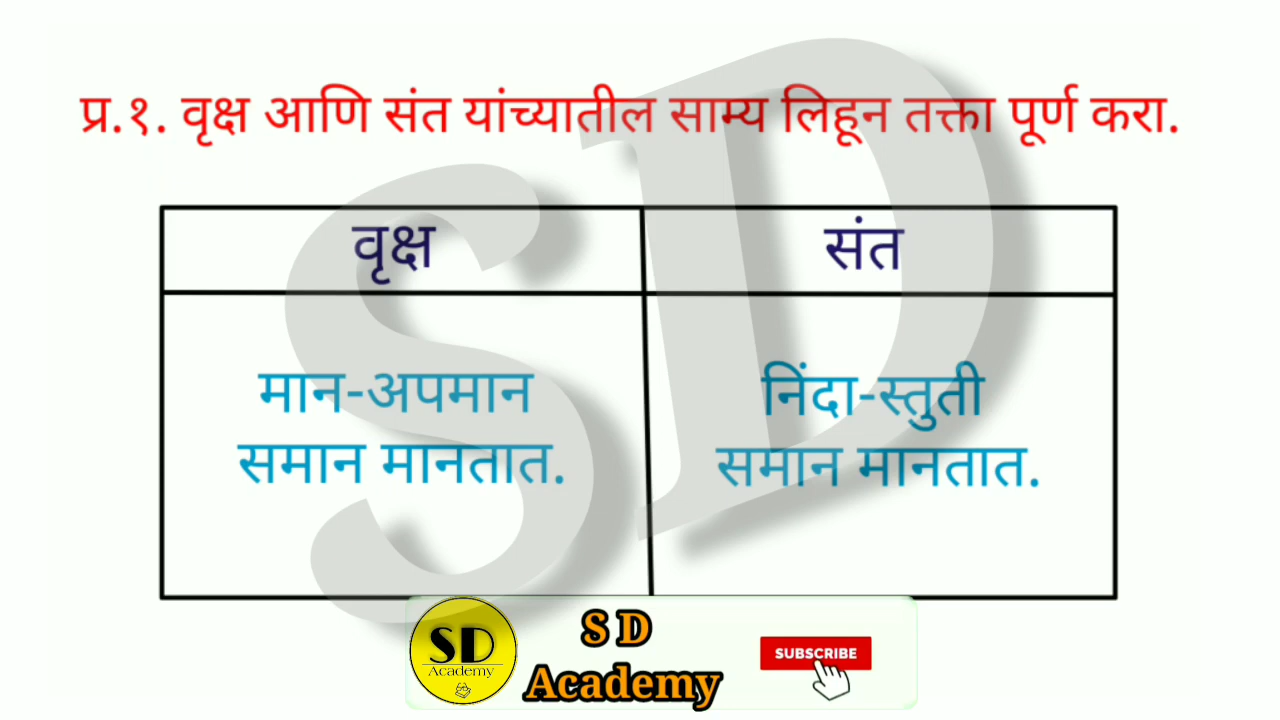 प्र.१. वृक्ष आणि संत यांच्यातील साम्य लिहून तक्ता पूर्ण करा.
वृक्ष
संत
मान-अपमान
समान मानतात.
निंदा-स्तुती
समान मानतात.
SD
Academy
S D
Academy
SUBSCRIBE
SD